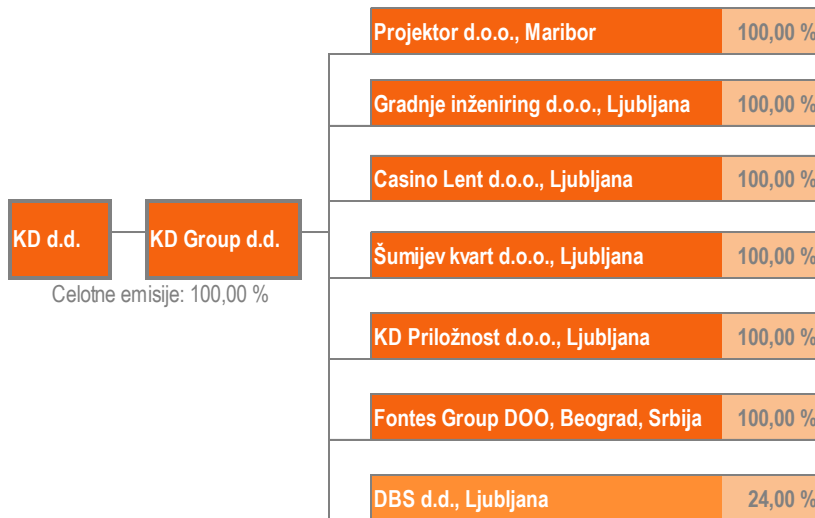 Projektor d.o.o., Maribor 100,00 %
Gradnje inženiring d.o.o., Ljubljana 100,00 %
Casino Lent d.o.o., Ljubljana 100,00 %
KD d.d.
KD Group d.d.
Šumijev kvart d.o.o., Ljubljana 100,00 %
Celotne emisije: 100,00 %
KD Priložnost d.o.o., Ljubljana 100,00 %
Fontes Group DOO, Beograd, Srbija 100,00 %
DBS d.d., Ljubljana 24,00 %